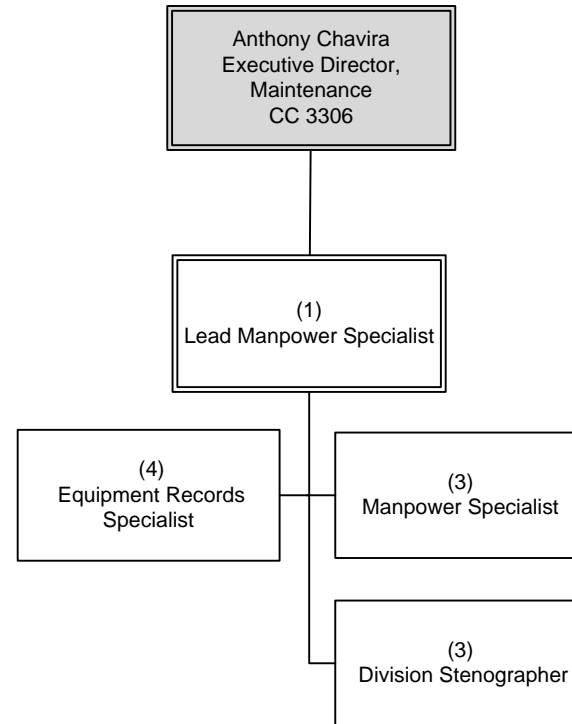 Anthony Chavira
Executive Director,
Maintenance
CC 3306
(1)
Lead Manpower Specialist
(4)
Equipment Records
Specialist
(3)
Manpower Specialist
(3)
Division Stenographer